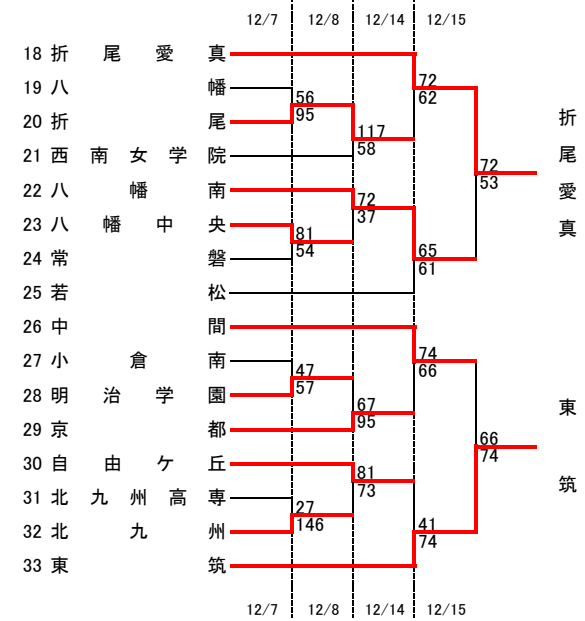 12/7 12/8 12/14 12/15
18 折尾愛真
72
19 八幡
62
56
20 折尾
95
折尾愛真
117
21 西南女学院
58
72
53
22 八幡南
72
37
23 八幡中央
81
24 常磐
54
65
61
25 若松
26 中間
74
27 小倉南
66
47
28 明治学園
57
67
29 京都
95
東筑
66
74
30 自由ケ丘
81
73
31 北九州高専
27
32 北九州
146
41
74
33 東筑
12/7 12/8 12/14 12/15